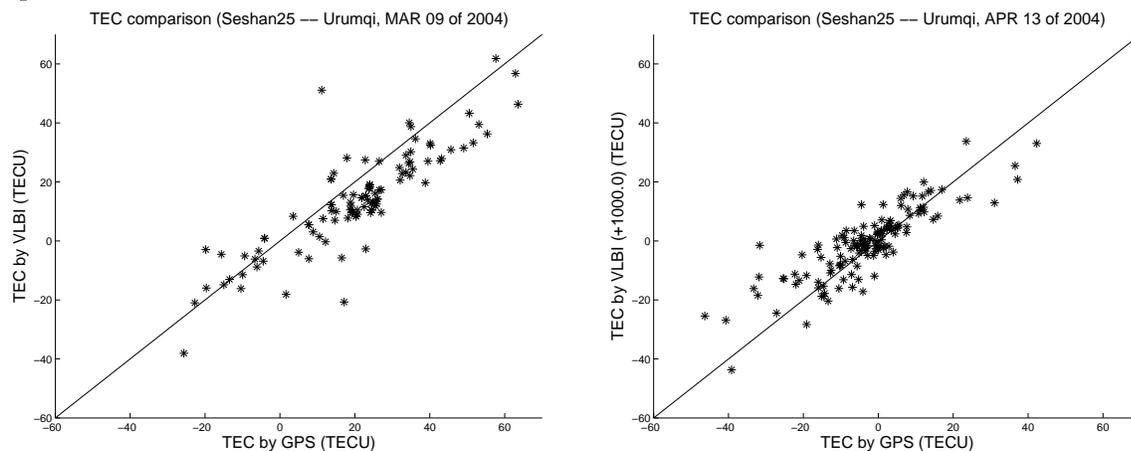 TEC comparison (Seshan25 −− Urumqi, MAR 09 of 2004)
TEC by VLBI (TECU)
60
40
20
0
−20
−40
−60
−60 −40 −20 0 20 40 60
TEC by GPS (TECU)
TEC comparison (Seshan25 −− Urumqi, APR 13 of 2004)
TEC by VLBI (+1000.0) (TECU)
60
40
20
0
−20
−40
−60
−60 −40 −20 0 20 40 60
TEC by GPS (TECU)